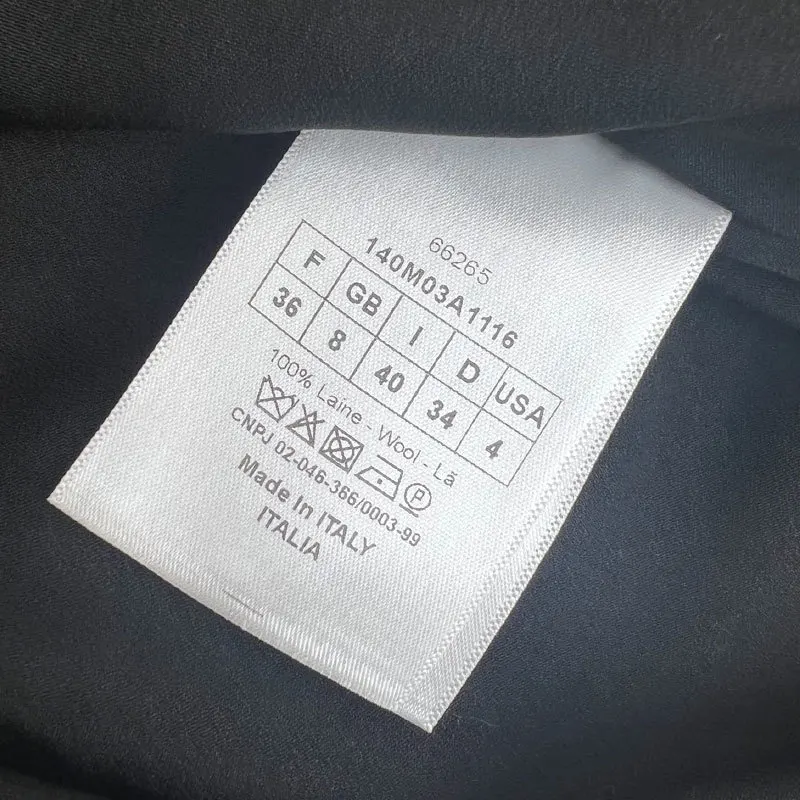 66265
140M03A1116
F GB I D USA
36 8 40 34 4
100% Laine - Wool - Lã
P
CNPJ 02-046-366/0003-99
Made In ITALY
ITALIA